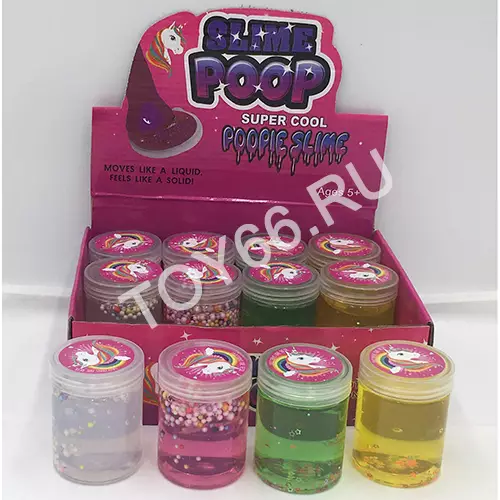 SLIME
POOP
SUPER COOL
POOPIE SLIME
MOVES LIKE A LIQUID,
FEELS LIKE A SOLID!
Ages 5+
TOY66.RU